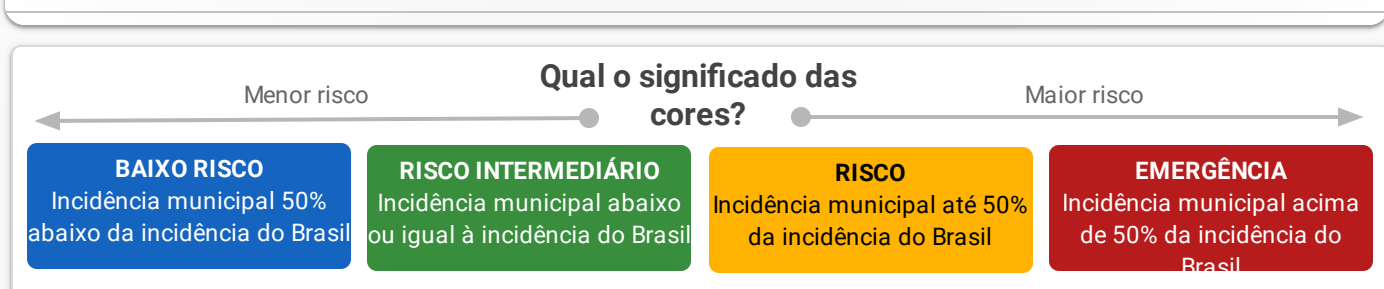 Qual o significado das
cores?
Menor risco
Maior risco
BAIXO RISCO
Incidência municipal 50%
abaixo da incidência do Brasil
RISCO INTERMEDIÁRIO
Incidência municipal abaixo
ou igual à incidência do Brasil
RISCO
Incidência municipal até 50%
da incidência do Brasil
EMERGÊNCIA
Incidência municipal acima
de 50% da incidência do
Brasil